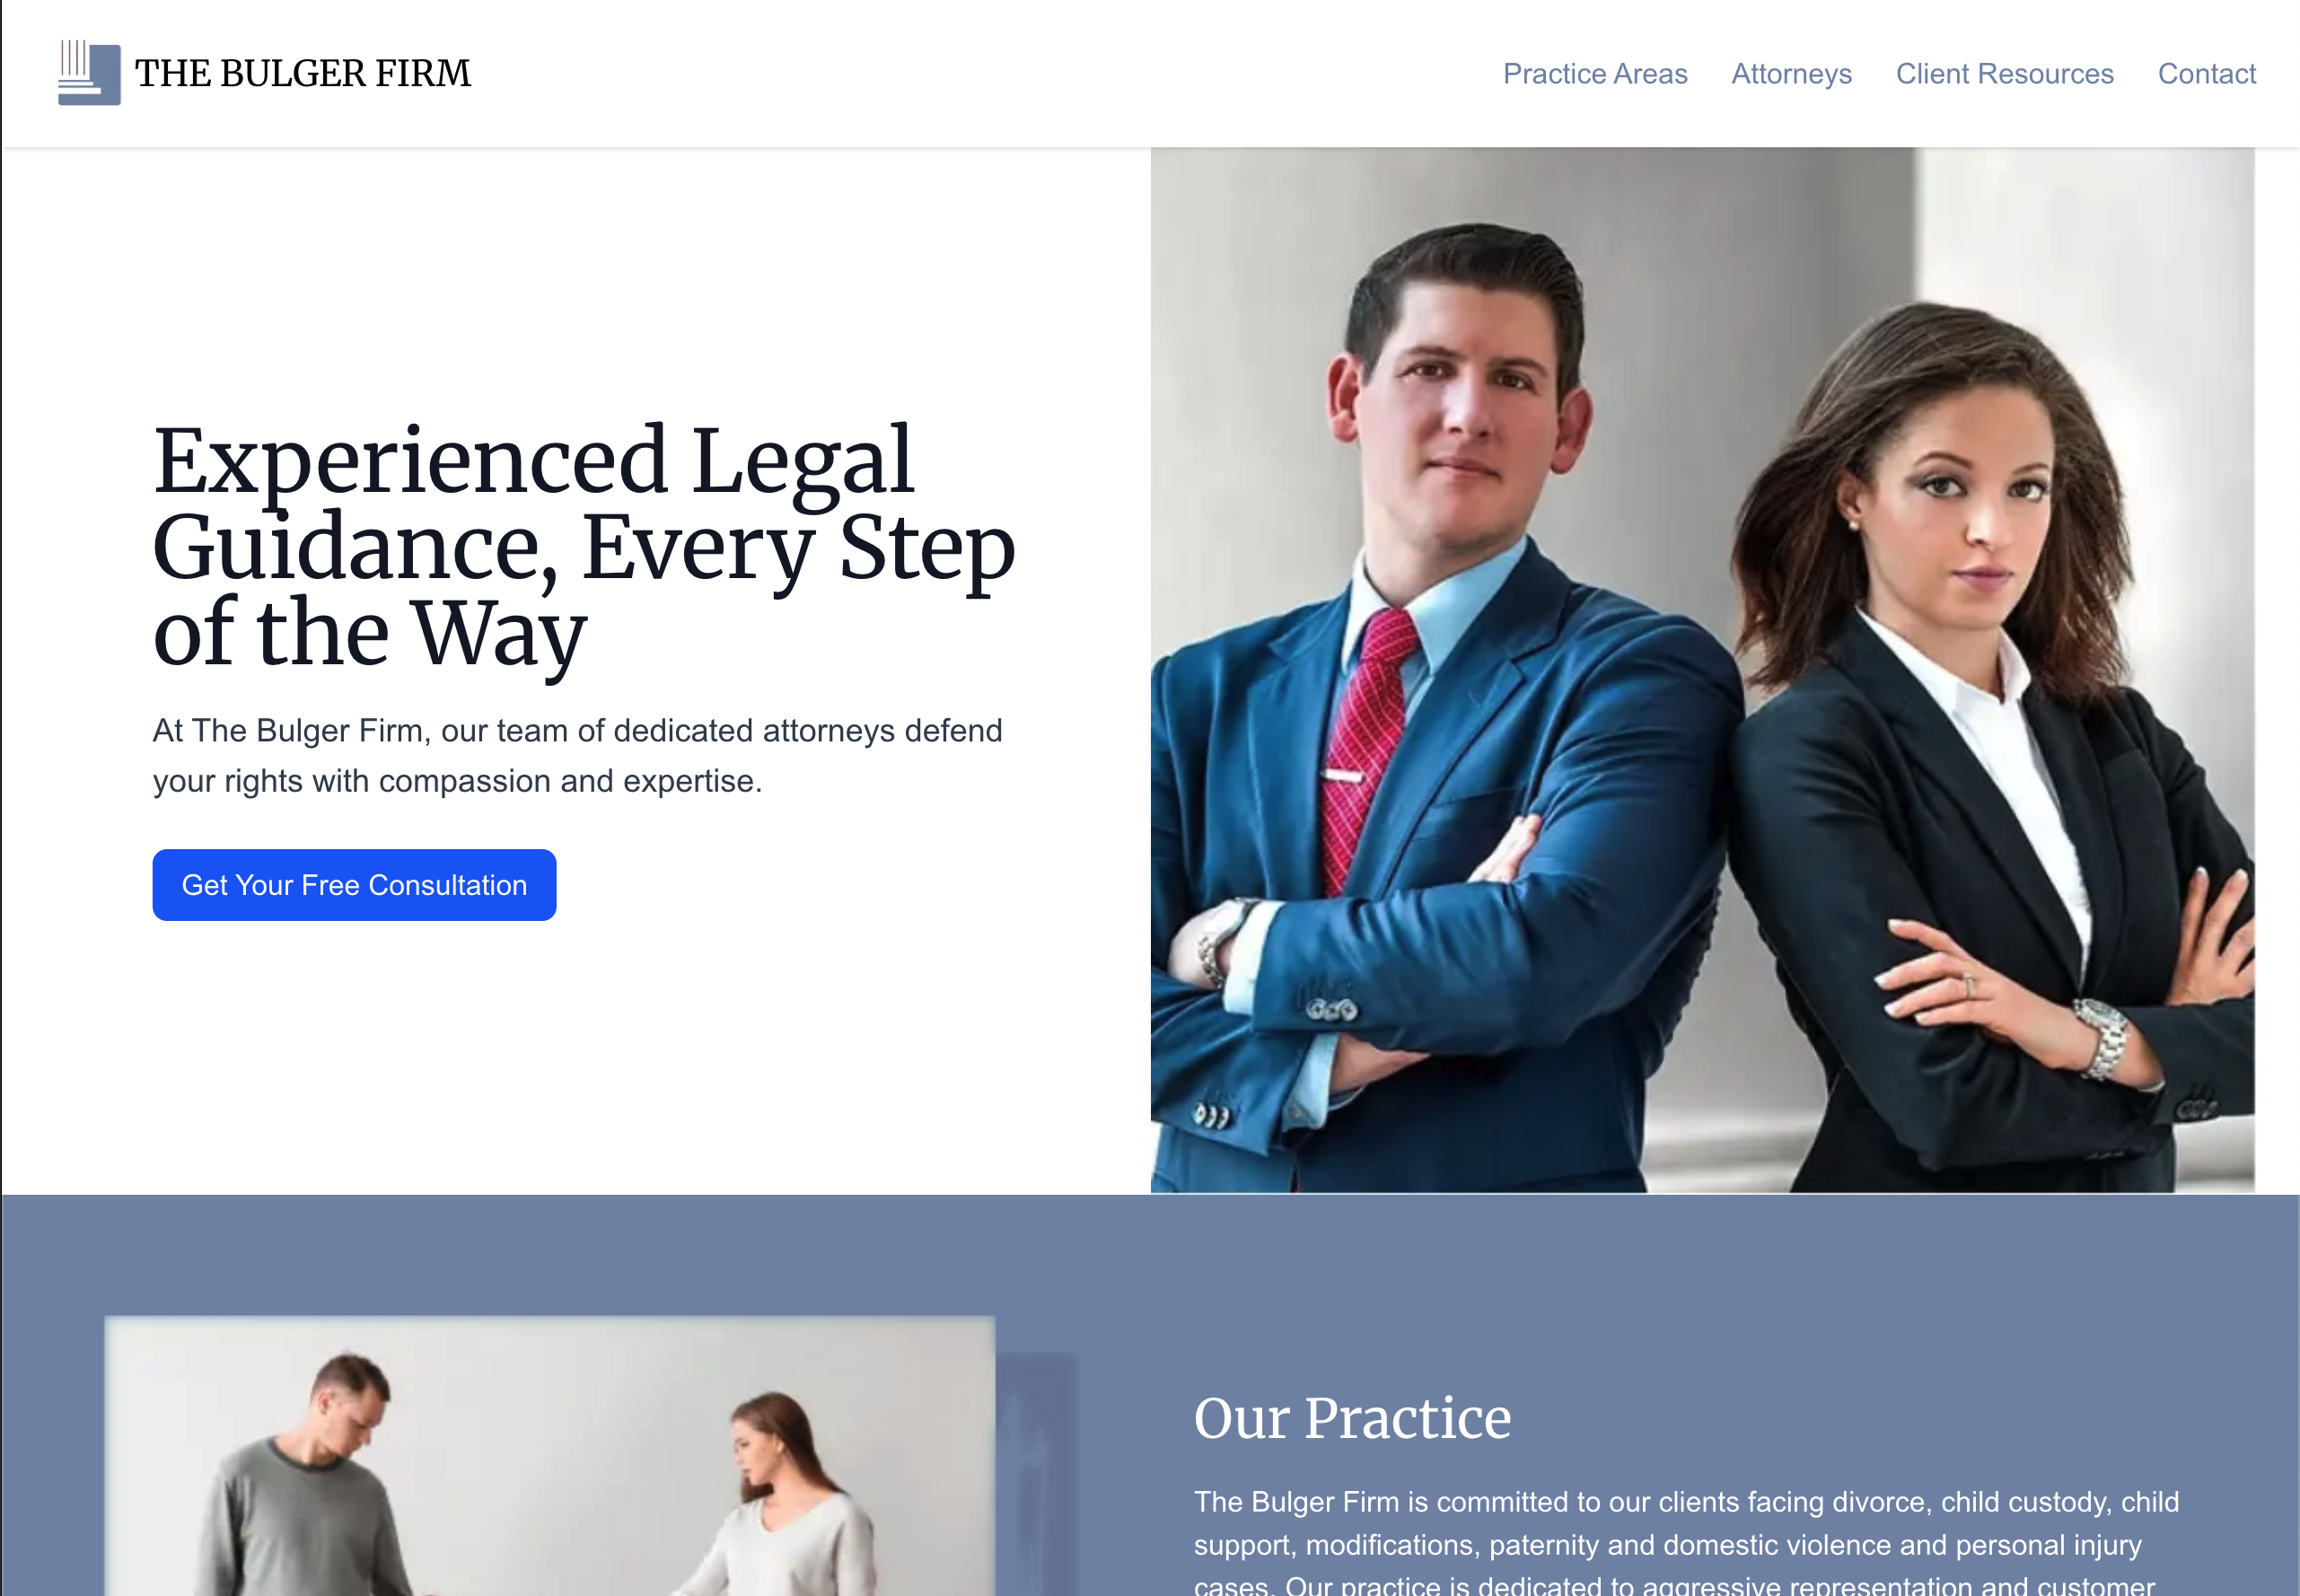 THE BULGER FIRM
Practice Areas Attorneys Client Resources Contact
Experienced Legal
Guidance, Every Step
of the Way
At The Bulger Firm, our team of dedicated attorneys defend
your rights with compassion and expertise.
Get Your Free Consultation
Our Practice
The Bulger Firm is committed to our clients facing divorce, child custody, child
support, modifications, paternity and domestic violence and personal injury
cases. Our practice is dedicated to aggressive representation and customer